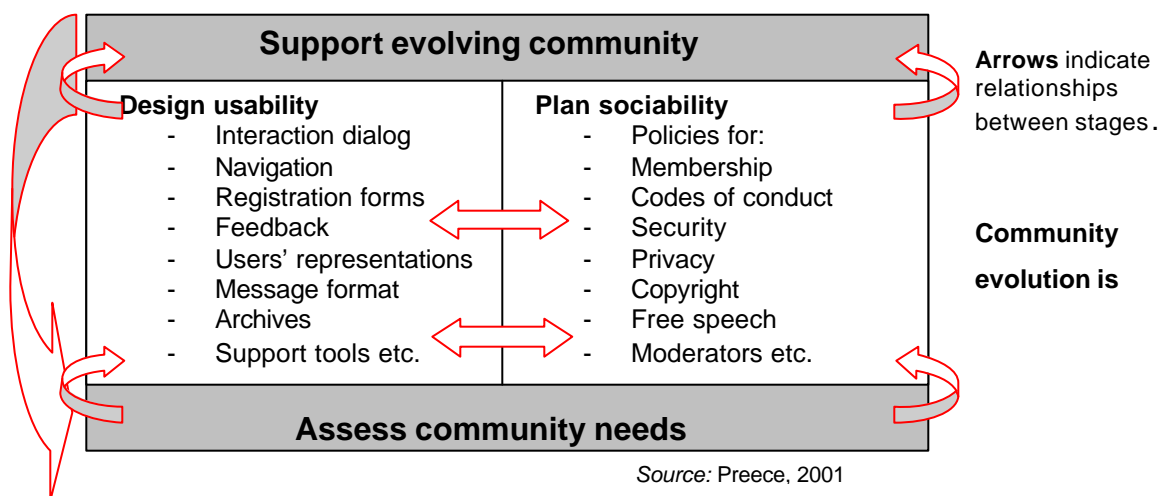 Support evolving community
Design usability
- Interaction dialog
- Navigation
- Registration forms
- Feedback
- Users' representations
- Message format
- Archives
- Support tools etc.
Plan sociability
- Policies for:
- Membership
- Codes of conduct
- Security
- Privacy
- Copyright
- Free speech
- Moderators etc.
Assess community needs
Source: Preece, 2001
Arrows indicate
relationships
between stages.
Community
evolution is